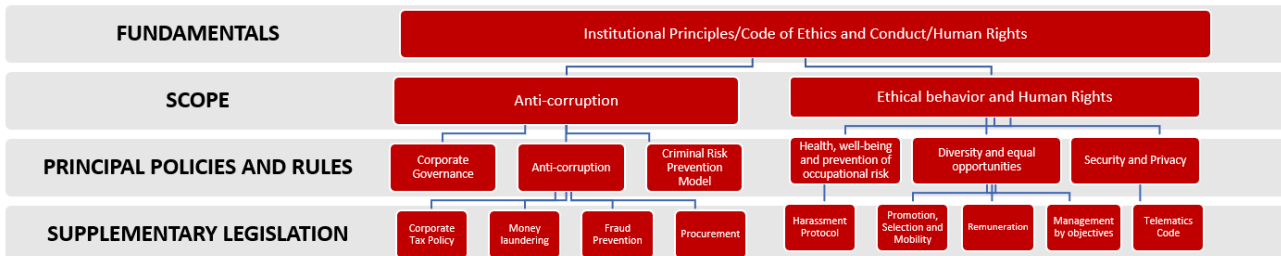 FUNDAMENTALS
Institutional Principles/Code of Ethics and Conduct/Human Rights
SCOPE
Anti-corruption
Ethical behavior and Human Rights
PRINCIPAL POLICIES AND RULES
Corporate
Governance
Anti-corruption
Criminal Risk
Prevention
Model
Health, well-being
and prevention of
occupational risk
Diversity and equal
opportunities
Security and Privacy
SUPPLEMENTARY LEGISLATION
Corporate
Tax Policy
Money
laundering
Fraud
Prevention
Procurement
Harassment
Protocol
Promotion,
Selection and
Mobility
Remuneration
Management
by objectives
Telematics
Code